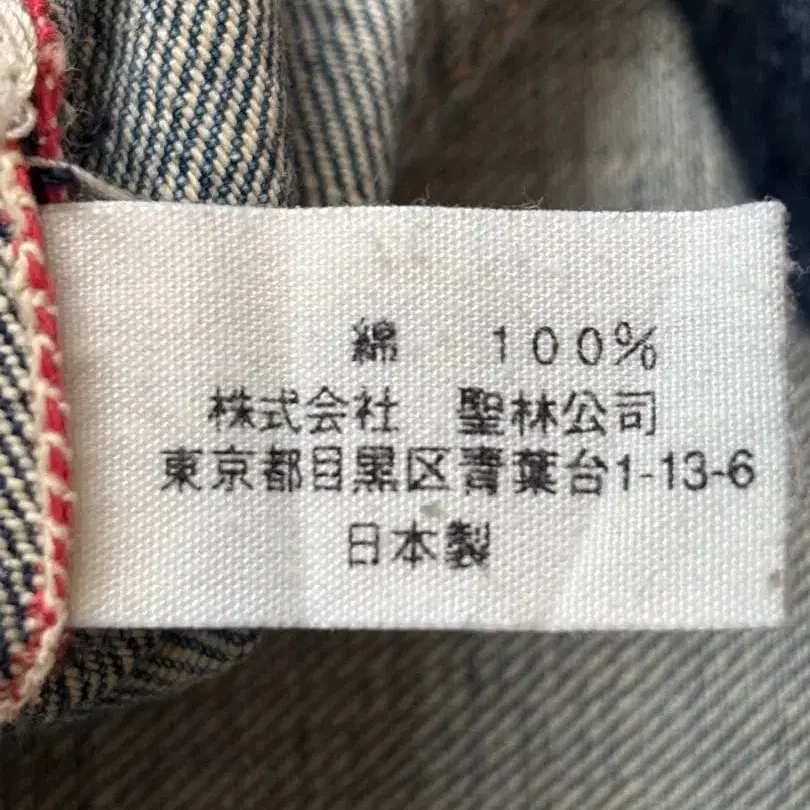 綿　100%
株式会社　聖林公司
東京都目黒区青葉台1-13-6
日本製